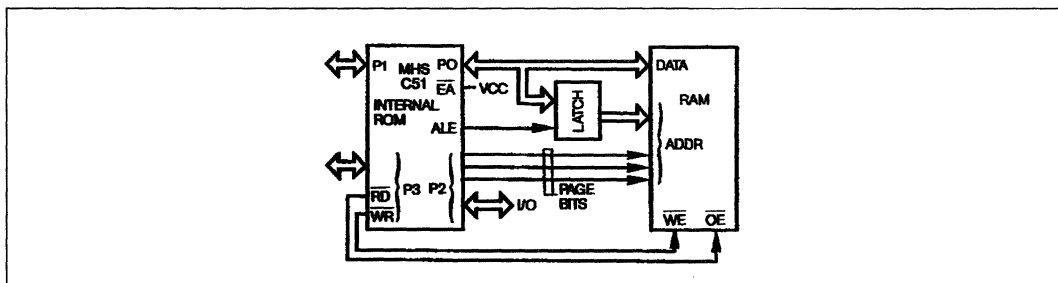 P1
MHS
C51
PO
EA
VCC
INTERNAL
ROM
ALE
P3
P2
RD
WR
I/O
LATCH
PAGE
BITS
DATA
RAM
ADDR
WE
OE